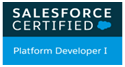 SALESFORCE
CERTIFIED
Platform Developer I